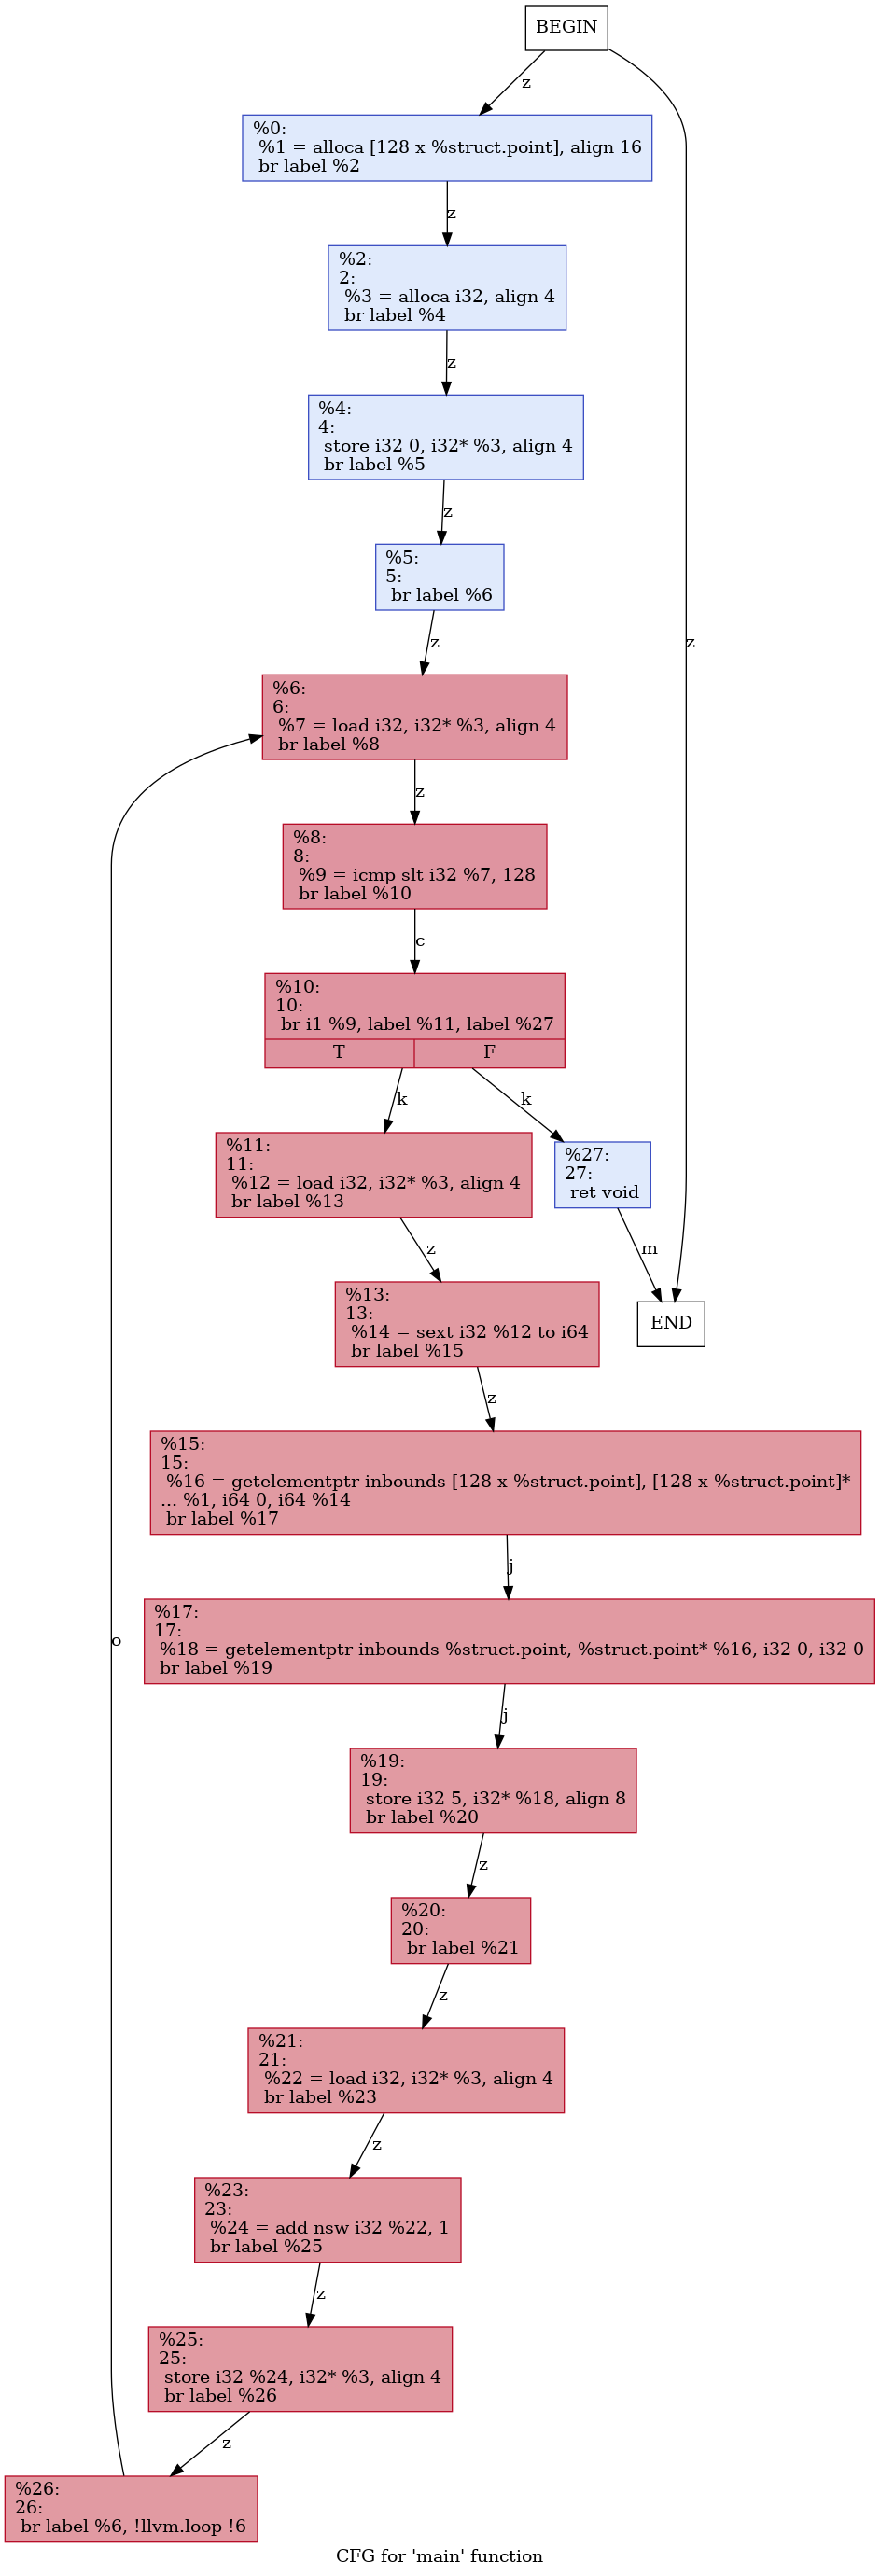 BEGIN
z
%0:
%1 = alloca [128 x %struct.point], align 16
br label %2
z
%2:
2:
%3 = alloca i32, align 4
br label %4
z
%4:
4:
store i32 0, i32* %3, align 4
br label %5
z
%5:
5:
br label %6
z
z
%6:
6:
%7 = load i32, i32* %3, align 4
br label %8
z
%8:
8:
%9 = icmp slt i32 %7, 128
br label %10
c
%10:
10:
br i1 %9, label %11, label %27
T
F
k
k
%11:
11:
%12 = load i32, i32* %3, align 4
br label %13
%27:
27:
ret void
z
m
%13:
13:
%14 = sext i32 %12 to i64
br label %15
END
z
%15:
15:
%16 = getelementptr inbounds [128 x %struct.point], [128 x %struct.point]*
... %1, i64 0, i64 %14
br label %17
j
%17:
17:
%18 = getelementptr inbounds %struct.point, %struct.point* %16, i32 0, i32 0
br label %19
o
j
%19:
19:
store i32 5, i32* %18, align 8
br label %20
z
%20:
20:
br label %21
z
%21:
21:
%22 = load i32, i32* %3, align 4
br label %23
z
%23:
23:
%24 = add nsw i32 %22, 1
br label %25
z
%25:
25:
store i32 %24, i32* %3, align 4
br label %26
z
%26:
26:
br label %6, !llvm.loop !6
CFG for 'main' function